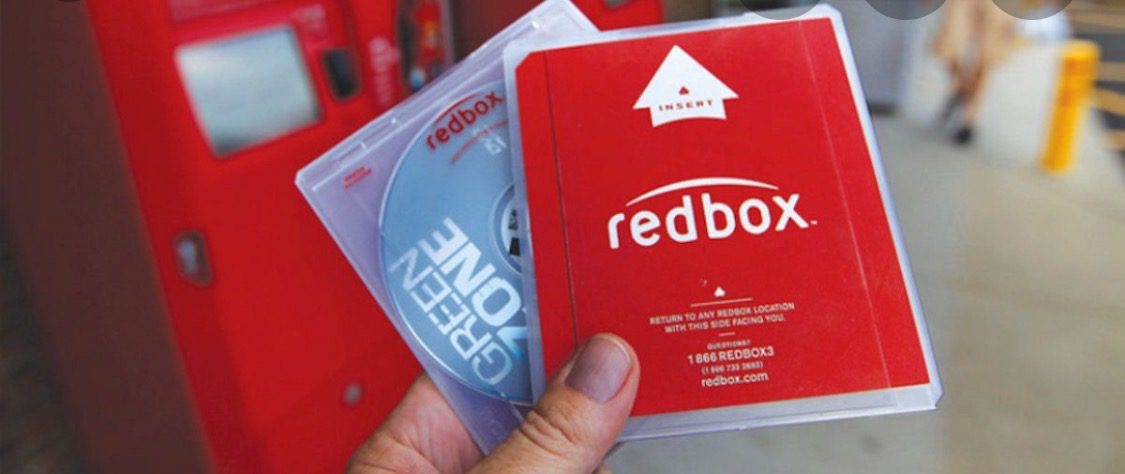 redbox
GREEN
ZONE
INSERT
redbox™
RETURN TO ANY REDBOX LOCATION
WITH THIS SIDE FACING YOU.
QUESTIONS?
1 866 REDBOX3
(1 866 733 2693)
redbox.com